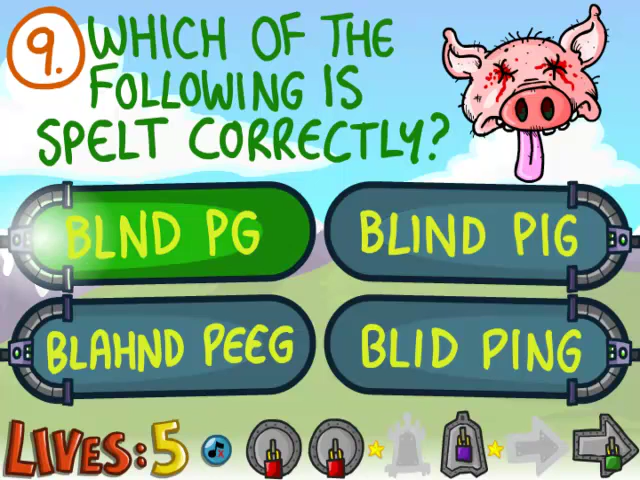 9.
WHICH OF THE
FOLLOWING IS
SPELT CORRECTLY?
BLND PG
BLIND PIG
BLAHND PEEG
BLID PING
LIVES: 5